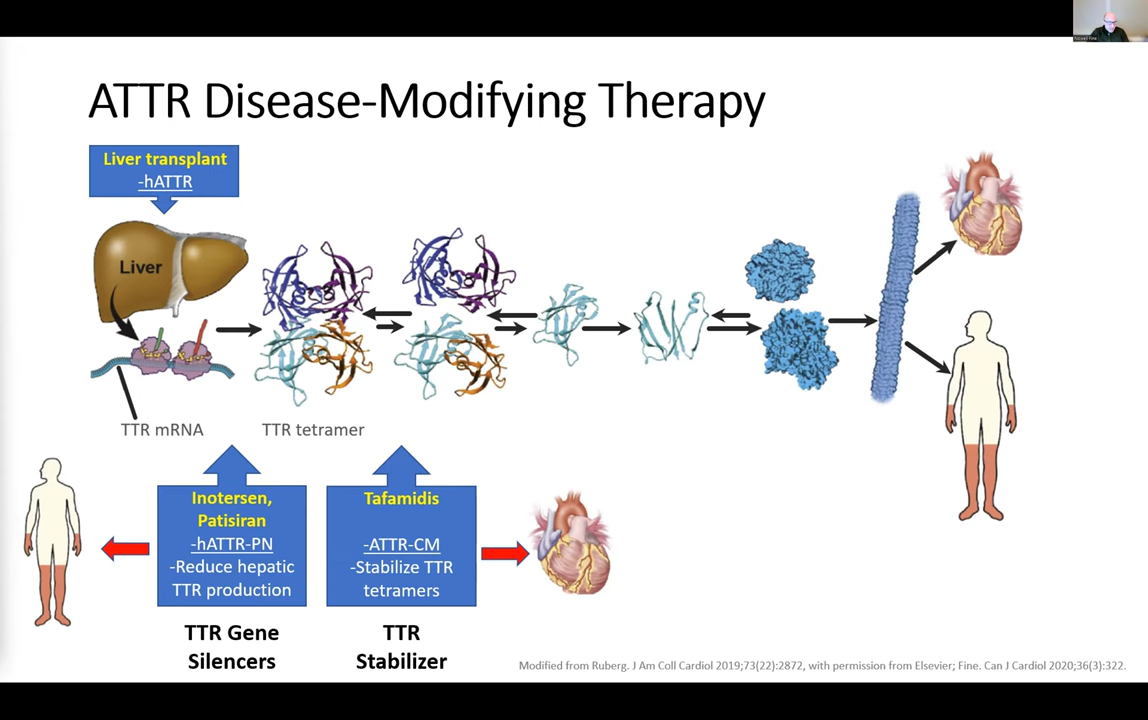 ATTR Disease-Modifying Therapy
Liver transplant
-hATTR
Liver
TTR mRNA
TTR tetramer
Inotersen,
Patisiran
-hATTR-PN
-Reduce hepatic
TTR production
TTR Gene
Silencers
Tafamidis
-ATTR-CM
-Stabilize TTR
tetramers
TTR
Stabilizer
Modified from Ruberg. J Am Coll Cardiol 2019;73(22):2872, with permission from Elsevier; Fine. Can J Cardiol 2020;36(3):322.